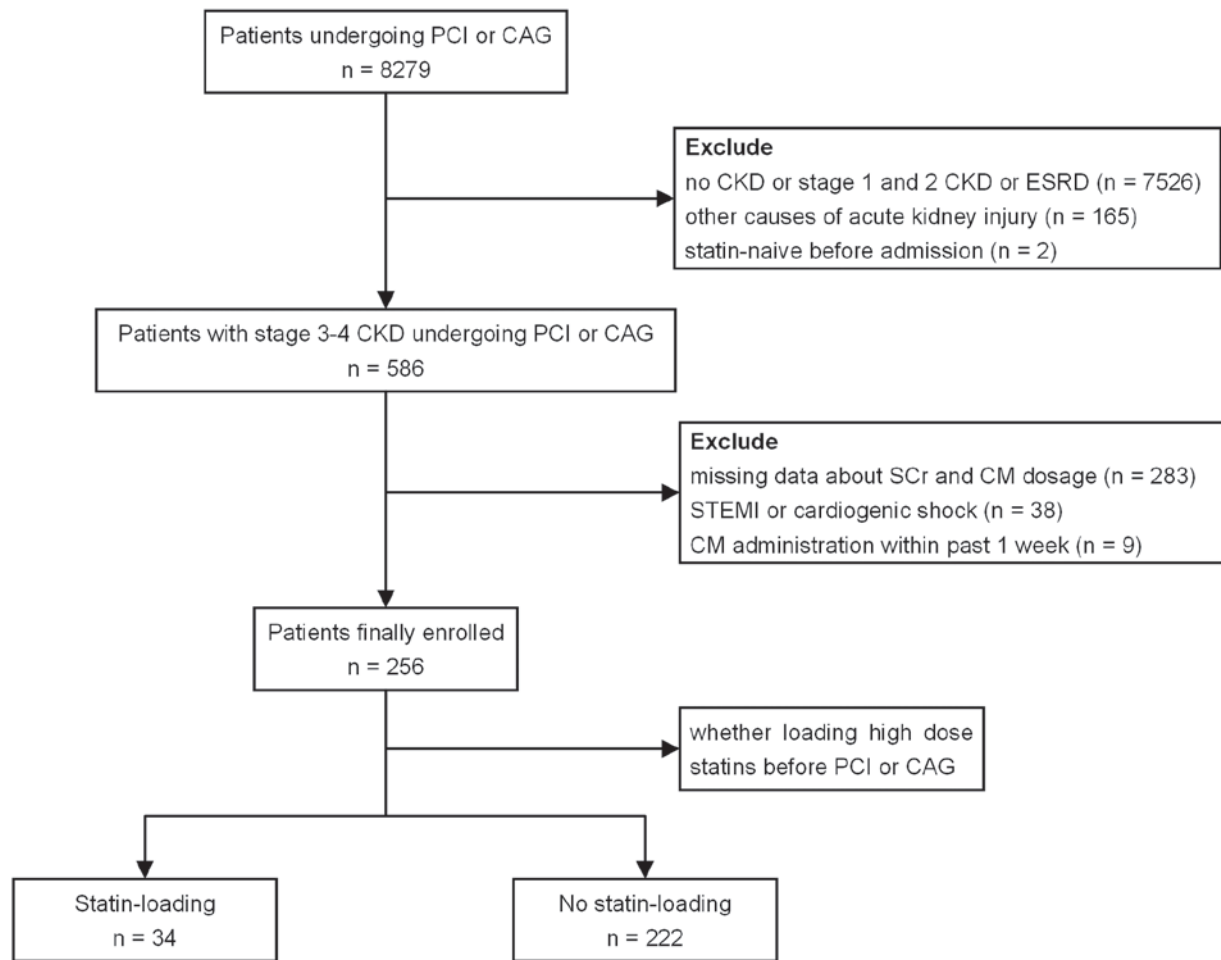 Patients undergoing PCI or CAG
n = 8279
Exclude
no CKD or stage 1 and 2 CKD or ESRD (n = 7526)
other causes of acute kidney injury (n = 165)
statin-naive before admission (n = 2)
Patients with stage 3-4 CKD undergoing PCI or CAG
n = 586
Exclude
missing data about SCr and CM dosage (n = 283)
STEMI or cardiogenic shock (n = 38)
CM administration within past 1 week (n = 9)
Patients finally enrolled
n = 256
whether loading high dose
statins before PCI or CAG
Statin-loading
n = 34
No statin-loading
n = 222